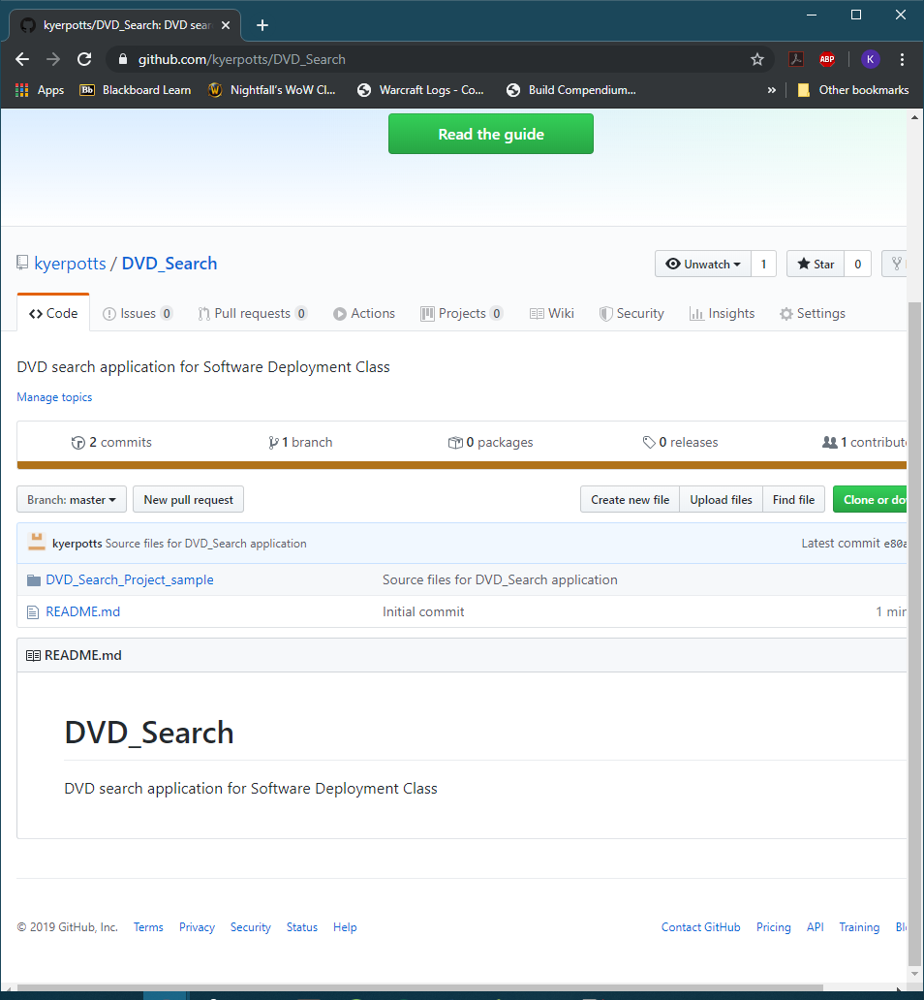 kyerpotts/DVD_Search: DVD sear
github.com/kyerpotts/DVD_Search
ABP
K
Apps
Bb Blackboard Learn
Nightfall's WoW Cl...
Warcraft Logs - Co...
Build Compendium...
»
Other bookmarks
Read the guide
kyerpotts / DVD_Search
Unwatch 1
Star 0
Code
Issues 0
Pull requests 0
Actions
Projects 0
Wiki
Security
Insights
Settings
DVD search application for Software Deployment Class
Manage topics
2 commits
1 branch
0 packages
0 releases
1 contribut
Branch: master
New pull request
Create new file
Upload files
Find file
Clone or do
kyerpotts Source files for DVD_Search application
Latest commit e80a
DVD_Search_Project_sample
Source files for DVD_Search application
README.md
Initial commit
1 min
README.md
DVD_Search
DVD search application for Software Deployment Class
© 2019 GitHub, Inc.
Terms
Privacy
Security
Status
Help
Contact GitHub
Pricing
API
Training
Bl